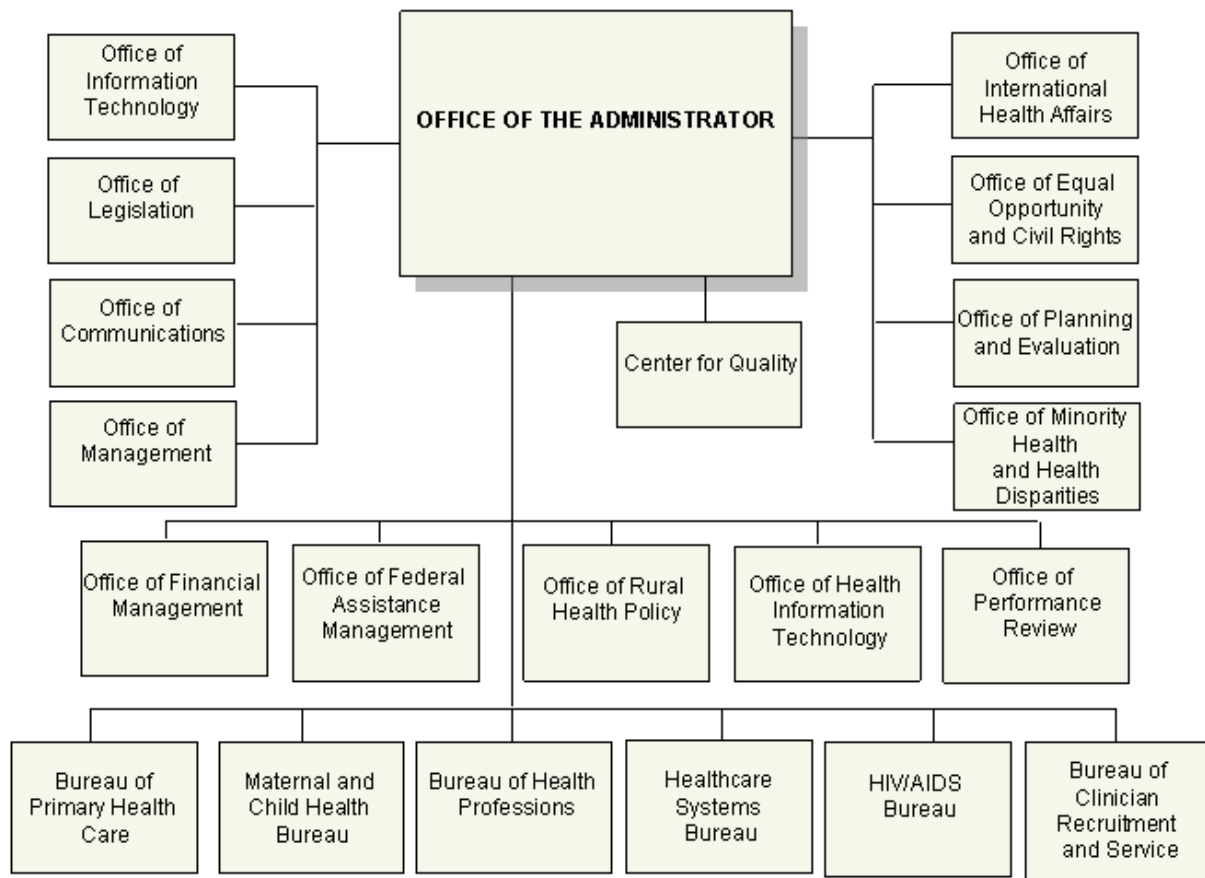 Office of
Information
Technology
Office of
Legislation
Office of
Communications
Office of
Management
OFFICE OF THE ADMINISTRATOR
Center for Quality
Office of
International
Health Affairs
Office of Equal
Opportunity
and Civil Rights
Office of Planning
and Evaluation
Office of Minority
Health
and Health
Disparities
Office of Financial
Management
Office of Federal
Assistance
Management
Office of Rural
Health Policy
Office of Health
Information
Technology
Office of
Performance
Review
Bureau of
Primary Health
Care
Maternal and
Child Health
Bureau
Bureau of Health
Professions
Healthcare
Systems
Bureau
HIV/AIDS
Bureau
Bureau of
Clinician
Recruitment
and Service